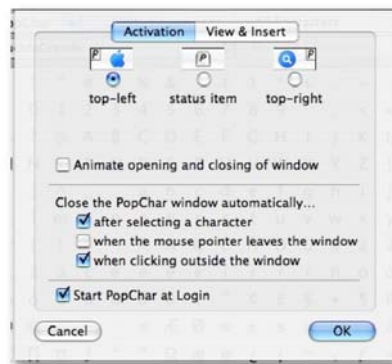 Activation View & Insert
P P P
top-left status item top-right
Animate opening and closing of window
Close the PopChar window automatically...
after selecting a character
when the mouse pointer leaves the window
when clicking outside the window
Start PopChar at Login
Cancel OK